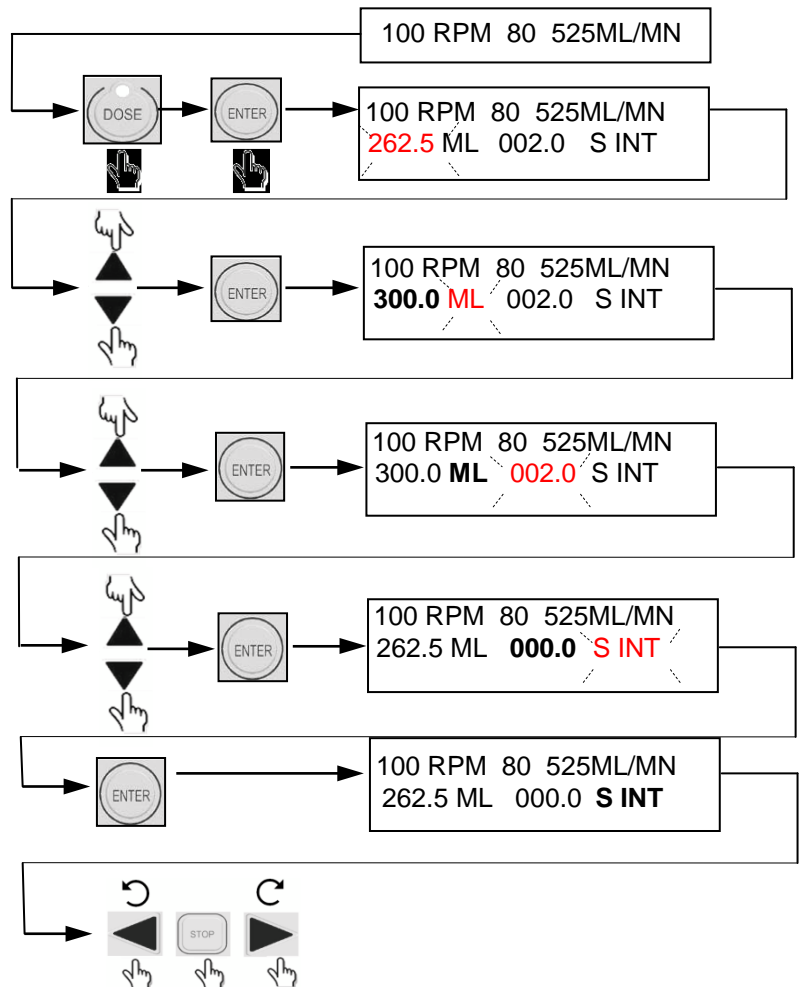 100 RPM 80 525ML/MN
DOSE
ENTER
100 RPM 80 525ML/MN
262.5 ML 002.0 S INT
ENTER
100 RPM 80 525ML/MN
300.0 ML 002.0 S INT
ENTER
100 RPM 80 525ML/MN
300.0 ML 002.0 S INT
ENTER
100 RPM 80 525ML/MN
262.5 ML 000.0 S INT
ENTER
100 RPM 80 525ML/MN
262.5 ML 000.0 S INT
STOP